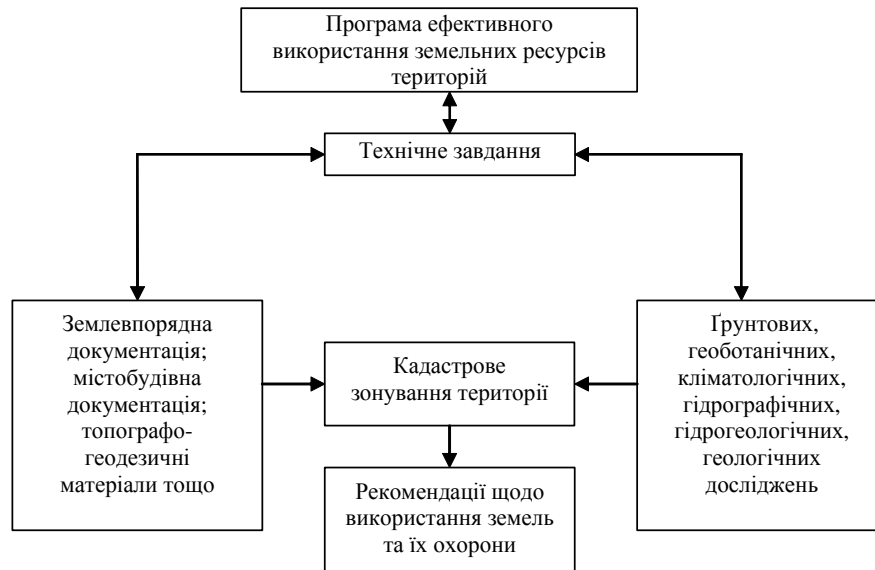 Програма ефективного
використання земельних ресурсів
територій
Технічне завдання
Землевпорядна
документація;
містобудівна
документація;
топографо-
геодезичні
матеріали тощо
Кадастрове
зонування території
Ґрунтових,
геоботанічних,
кліматологічних,
гідрографічних,
гідрогеологічних,
геологічних
досліджень
Рекомендації щодо
використання земель
та їх охорони